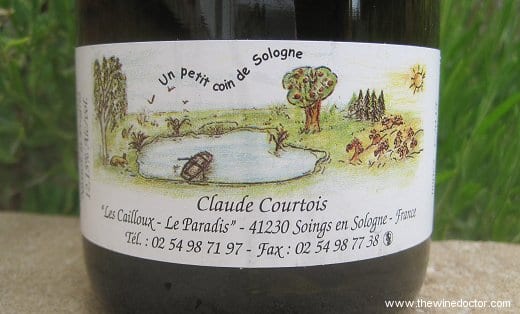 Un petit coin de Sologne
Claude Courtois
"Les Cailloux - Le Paradis" - 41230 Soings en Sologne - France
Tél. : 02 54 98 71 97 - Fax : 02 54 98 77 38
www.thewinedoctor.com